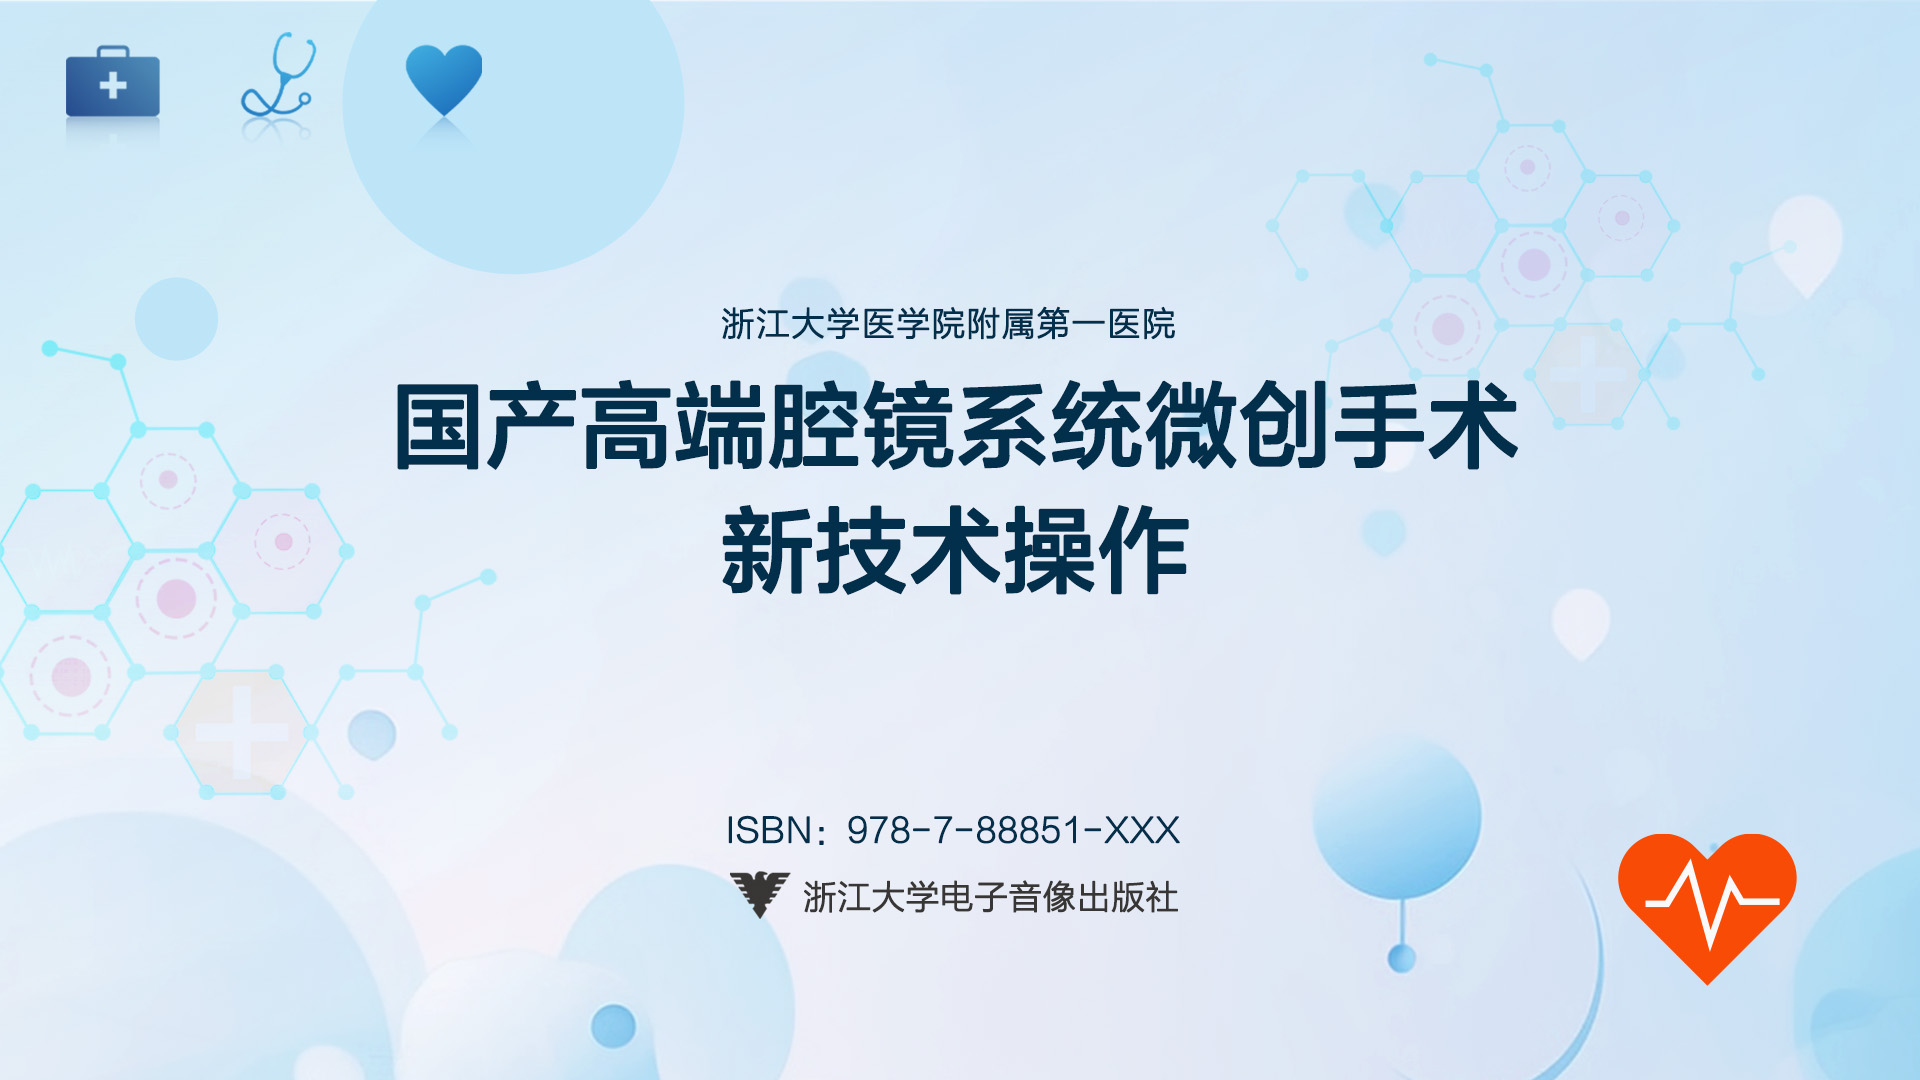 浙江大学医学院附属第一医院
国产高端腔镜系统微创手术
新技术操作
ISBN：978-7-88851-XXX
浙江大学电子音像出版社